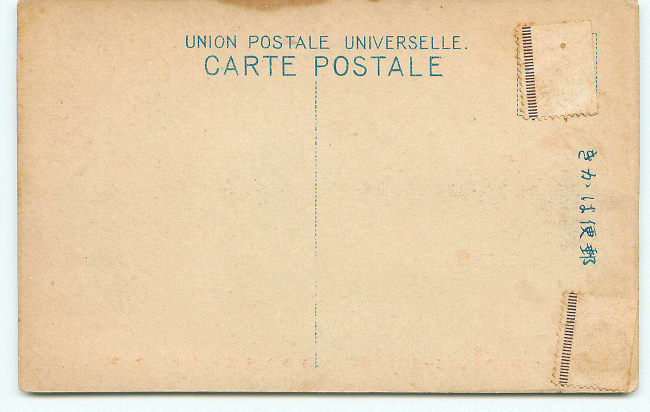 UNION POSTALE UNIVERSELLE.
CARTE POSTALE
きかは便郵